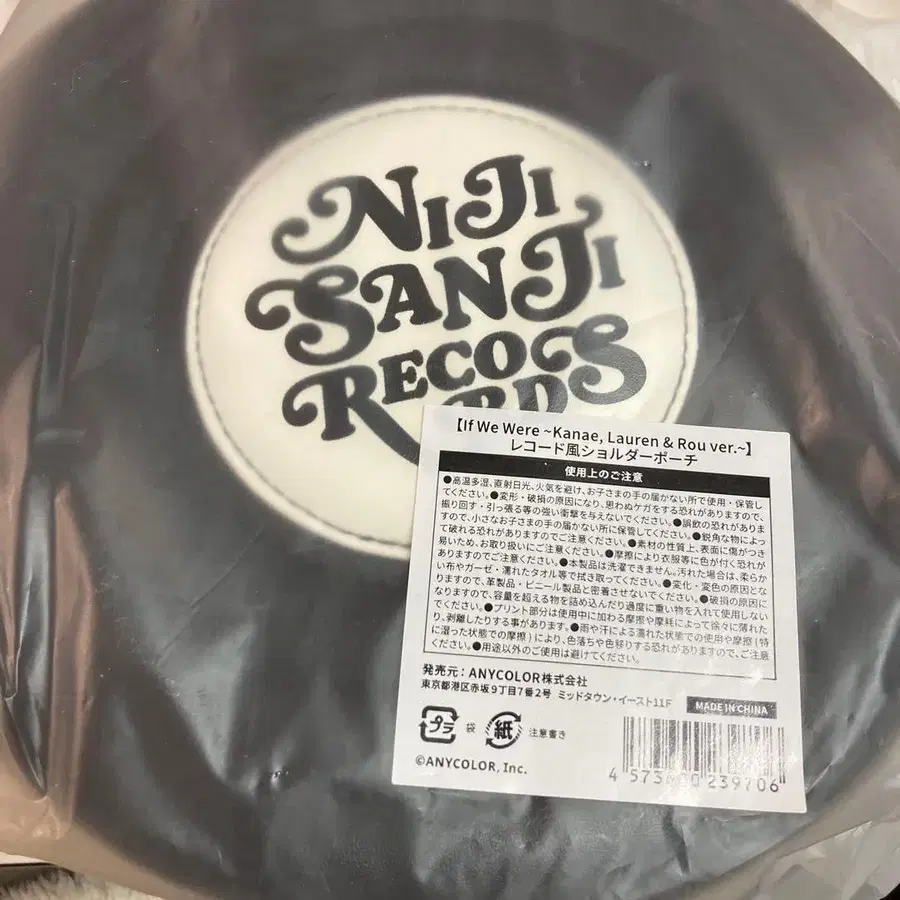 NIJI
SANJI
RECO
RDS
【If We Were ~Kanae, Lauren & Rou ver.~】
レコード風ショルダーポーチ
使用上のご注意
●高温多湿、直射日光、火気を避け、お子さまの手の届かない所で使用・保管し
てください。●変形・破損の原因になり、思わぬケガをする恐れがありますので、
振り回す・引っ張る等の強い衝撃を与えないでください。●誤飲の恐れがありま
すので、小さなお子さまの手の届かない所に保管してください。●鋭角な物によっ
て破れる恐れがありますのでご注意ください。●素材の性質上、表面に傷がつき
易いため、お取り扱いにご注意ください。●摩擦により衣服等に色が付く恐れが
ありますのでご注意ください。●本製品は洗濯できません。汚れた場合は、柔らか
い布やガーゼ・濡れたタオル等で拭き取ってください。●変化・変色の原因とな
りますので、革製品・ビニール製品と密着させないでください。●破損の原因に
なりますので、容量を超える物を詰め込んだり過度に重い物を入れて使用しない
でください。●プリント部分は使用中に加わる摩擦や摩耗によって徐々に薄れた
り、剥離したりする事があります。●雨や汗による濡れた状態での使用や摩擦(特
に湿った状態での摩擦)により、色落ちや色移りする恐れがありますので、ご注意
ください。●用途以外のご使用は避けてください。
発売元：ANYCOLOR株式会社
東京都港区赤坂9丁目7番2号 ミッドタウン・イースト11F
MADE IN CHINA
プラ 袋 紙 注意書き
©ANYCOLOR, Inc.
239706